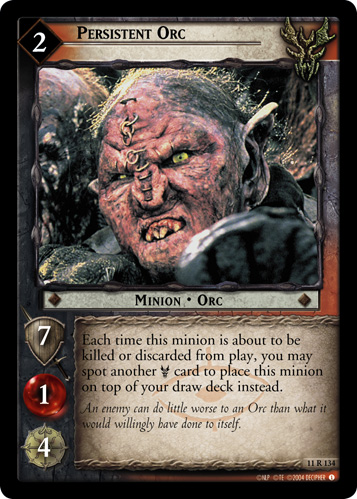 2
Persistent Orc
Minion • Orc
7
Each time this minion is about to be
killed or discarded from play, you may
spot another card to place this minion
on top of your draw deck instead.
1
An enemy can do little worse to an Orc than what it
would willingly have done to itself.
4
11 R 134
©NLP ©TE ©2004 DECIPHER